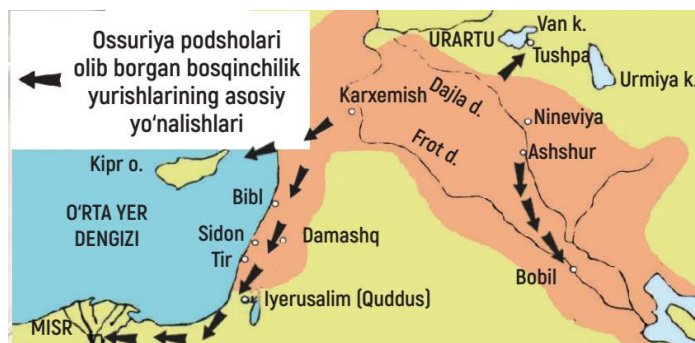 Ossuriya podsholari
olib borgan bosqinchilik
yurishlarining asosiy
yo‘nalishlari
URARTU
Van k.
Tushpa
Urmiya k.
Karxemish
Dajla d.
Nineviya
Frot d.
Ashshur
Kipr o.
Bibl
O‘RTA YER
DENGIZI
Sidon
Tir
Damashq
Bobil
Iyerusalim (Quddus)
MISR